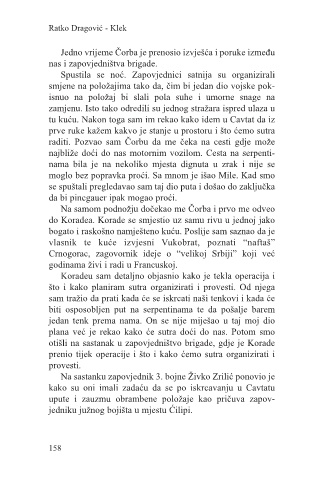 Ratko Dragović - Klek
Jedno vrijeme Čorba je prenosio izvješća i poruke između
nas i zapovjedništva brigade.
Spustila se noć. Zapovjednici satnija su organizirali
smjene na položajima tako da, čim bi jedan dio vojske pok-
isnuo na položaj bi slali pola suhe i umorne snage na
zamjenu. Isto tako odredili su jednog stražara ispred ulaza u
tu kuću. Nakon toga sam im rekao kako idem u Cavtat da iz
prve ruke kažem kakvo je stanje u prostoru i što ćemo sutra
raditi. Pozvao sam Čorbu da me čeka na cesti gdje može
najbliže doći do nas motornim vozilom. Cesta na serpenti-
nama bila je na nekoliko mjesta dignuta u zrak i nije se
moglo bez popravka proći. Sa mnom je išao Mile. Kad smo
se spuštali pregledavao sam taj dio puta i došao do zaključka
da bi pincgauer ipak mogao proći.
Na samom podnožju dočekao me Čorba i prvo me odveo
do Koradea. Korade se smjestio uz samu rivu u jednoj jako
bogato i raskošno namještenu kuću. Poslije sam saznao da je
vlasnik te kuće izvjesni Vukobrat, poznati “naftaš”
Crnogorac, zagovornik ideje o “velikoj Srbiji” koji već
godinama živi i radi u Francuskoj.
Koradeu sam detaljno objasnio kako je tekla operacija i
što i kako planiram sutra organizirati i provesti. Od njega
sam tražio da prati kada će se iskrcati naši tenkovi i kada će
biti osposobljen put na serpentinama te da pošalje barem
jedan tenk prema nama. On se nije miješao u taj moj dio
plana već je rekao kako će sutra doći do nas. Potom smo
otišli na sastanak u zapovjedništvo brigade, gdje je Korade
prenio tijek operacije i što i kako ćemo sutra organizirati i
provesti.
Na sastanku zapovjednik 3. bojne Živko Zrilić ponovio je
kako su oni imali zadaću da se po iskrcavanju u Cavtatu
upute i zauzmu obrambene položaje kao pričuva zapov-
jedniku južnog bojišta u mjestu Ćilipi.
158